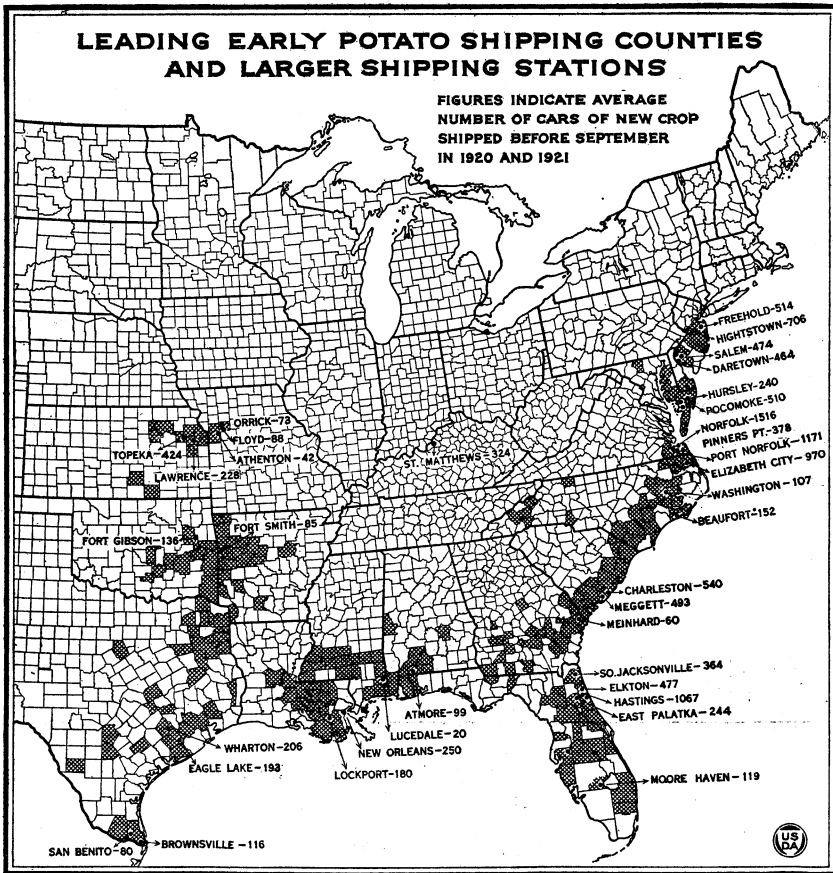 LEADING EARLY POTATO SHIPPING COUNTIES
AND LARGER SHIPPING STATIONS
FIGURES INDICATE AVERAGE
NUMBER OF CARS OF NEW CROP
SHIPPED BEFORE SEPTEMBER
IN 1920 AND 1921
FREEHOLD-514
HIGHTSTOWN-706
SALEM-474
DARETOWN-464
HURSLEY-240
POCOMOKE-510
NORFOLK-1516
PINNERS PT.-378
PORT NORFOLK-1171
ELIZABETH CITY-970
WASHINGTON-107
BEAUFORT-152
ORRICK-73
FLOYD-88
ATHENTON-42
TOPEKA-424
LAWRENCE-228
ST. MATTHEWS-324
FORT SMITH-85
FORT GIBSON-136
CHARLESTON-540
MEGGETT-493
MEINHARD-60
SO.JACKSONVILLE-364
ELKTON-477
HASTINGS-1067
EAST PALATKA-244
ATMORE-99
LUCEDALE-20
NEW ORLEANS-250
LOCKPORT-180
WHARTON-206
EAGLE LAKE-193
MOORE HAVEN-119
BROWNSVILLE-116
SAN BENITO-80
US
DA